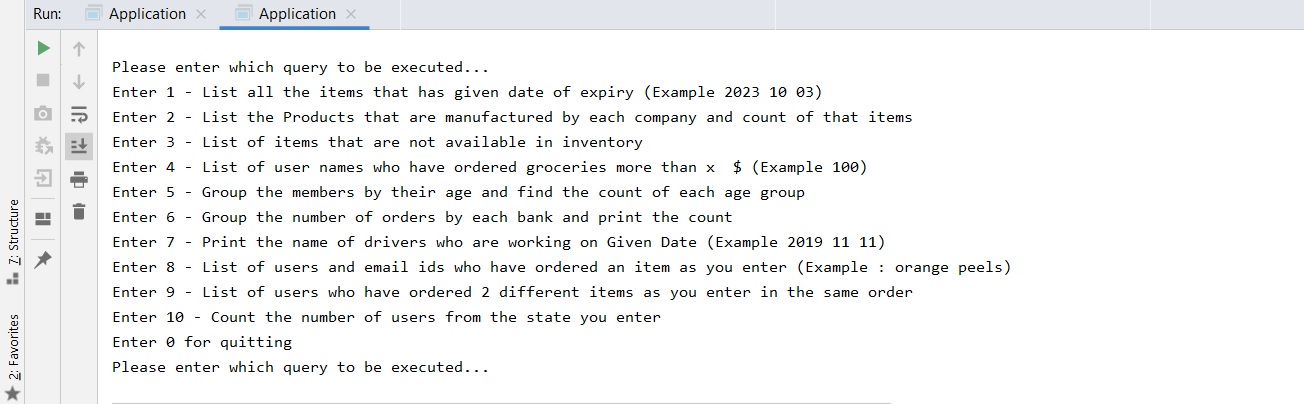 Run: Application × Application ×
Please enter which query to be executed...
Enter 1 - List all the items that has given date of expiry (Example 2023 10 03)
Enter 2 - List the Products that are manufactured by each company and count of that items
Enter 3 - List of items that are not available in inventory
Enter 4 - List of user names who have ordered groceries more than x  $ (Example 100)
Enter 5 - Group the members by their age and find the count of each age group
Enter 6 - Group the number of orders by each bank and print the count
Enter 7 - Print the name of drivers who are working on Given Date (Example 2019 11 11)
Enter 8 - List of users and email ids who have ordered an item as you enter (Example : orange peels)
Enter 9 - List of users who have ordered 2 different items as you enter in the same order
Enter 10 - Count the number of users from the state you enter
Enter 0 for quitting
Please enter which query to be executed...
7: Structure
2: Favorites